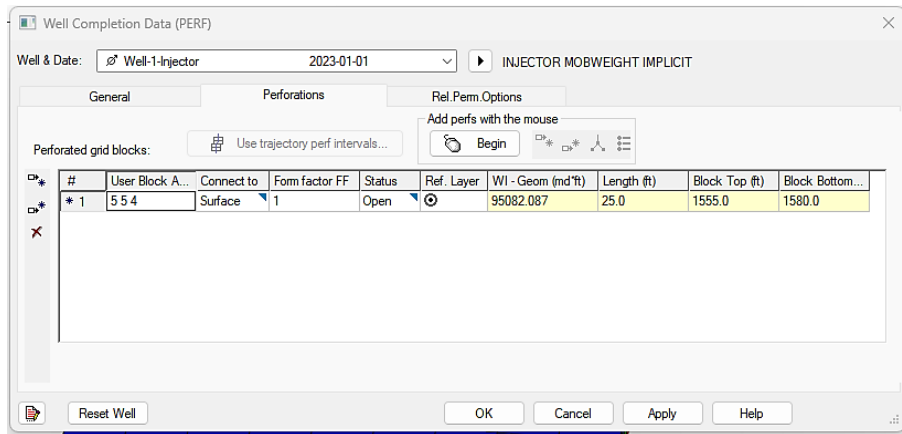 Well Completion Data (PERF)
Well & Date: Well-1-Injector 2023-01-01 INJECTOR MOBWEIGHT IMPLICIT
General Perforations Rel.Perm.Options
Add perfs with the mouse
Perforated grid blocks: Use trajectory perf intervals... Begin
# User Block A... Connect to Form factor FF Status Ref. Layer WI - Geom (md*ft) Length (ft) Block Top (ft) Block Bottom...
* 1 5 5 4 Surface 1 Open 95082.087 25.0 1555.0 1580.0
Reset Well OK Cancel Apply Help